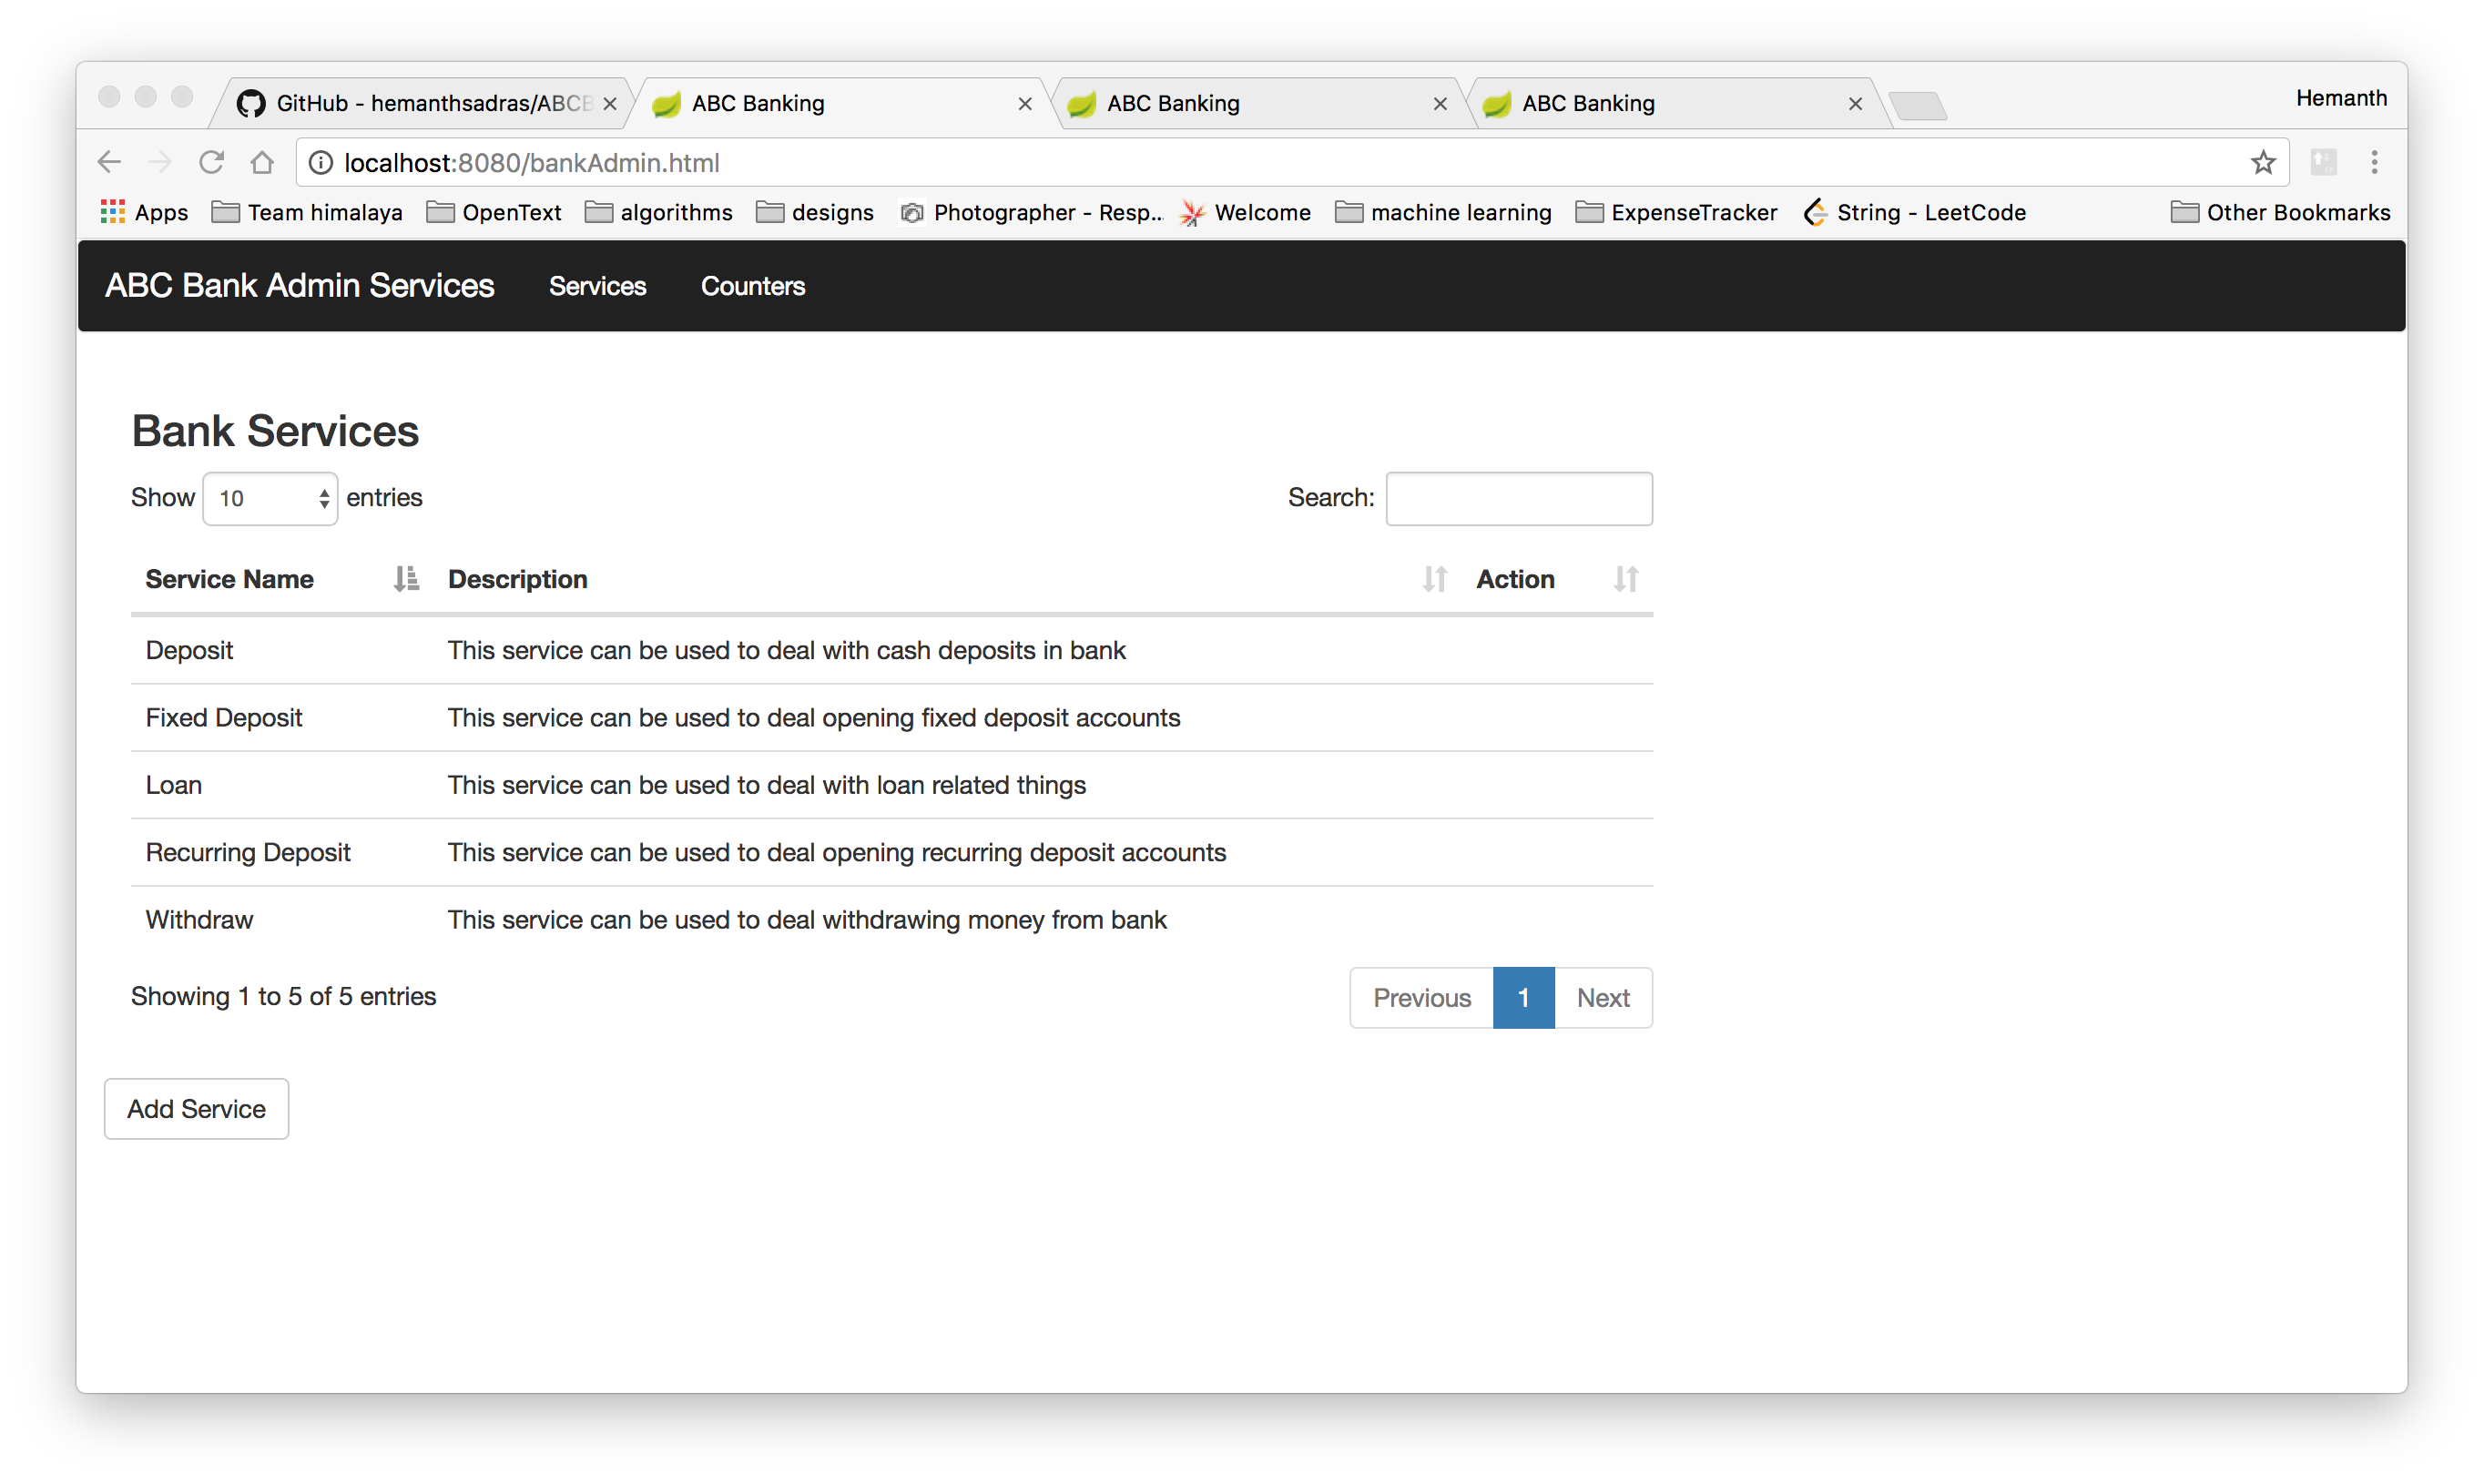 GitHub - hemanthsadras/ABCB ABC Banking ABC Banking ABC Banking Hemanth
localhost:8080/bankAdmin.html
Apps Team himalaya OpenText algorithms designs Photographer - Resp... Welcome machine learning ExpenseTracker String - LeetCode Other Bookmarks
ABC Bank Admin Services Services Counters
Bank Services
Show 10 entries Search:
Service Name Description Action
Deposit This service can be used to deal with cash deposits in bank
Fixed Deposit This service can be used to deal opening fixed deposit accounts
Loan This service can be used to deal with loan related things
Recurring Deposit This service can be used to deal opening recurring deposit accounts
Withdraw This service can be used to deal withdrawing money from bank
Showing 1 to 5 of 5 entries Previous 1 Next
Add Service